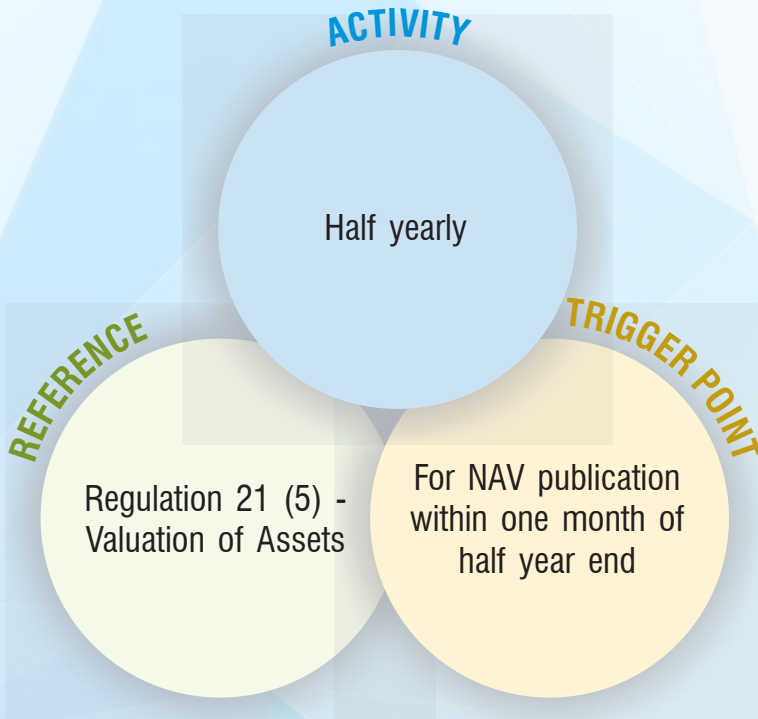 ACTIVITY
Half yearly
REFERENCE
Regulation 21 (5) -
Valuation of Assets
TRIGGER POINT
For NAV publication
within one month of
half year end